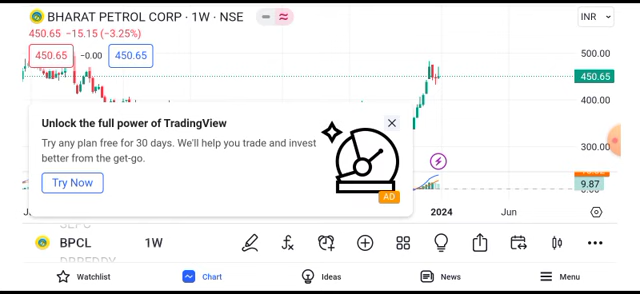 BHARAT PETROL CORP · 1W · NSE
INR
450.65 −15.15 (−3.25%)
450.65 −0.00 450.65
500.00
450.65
400.00
300.00
9.87
Unlock the full power of TradingView
Try any plan free for 30 days. We'll help you trade and invest
better from the get-go.
Try Now
AD
2024 Jun
BPCL 1W
Watchlist Chart Ideas News Menu